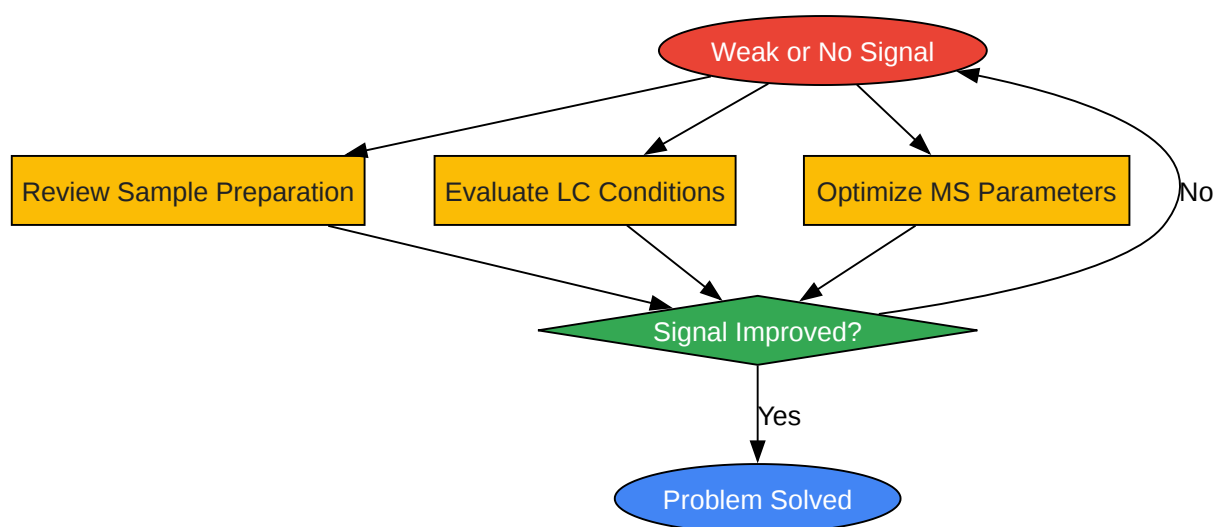 Weak or No Signal
Review Sample Preparation
Evaluate LC Conditions
Optimize MS Parameters
No
Signal Improved?
Yes
Problem Solved